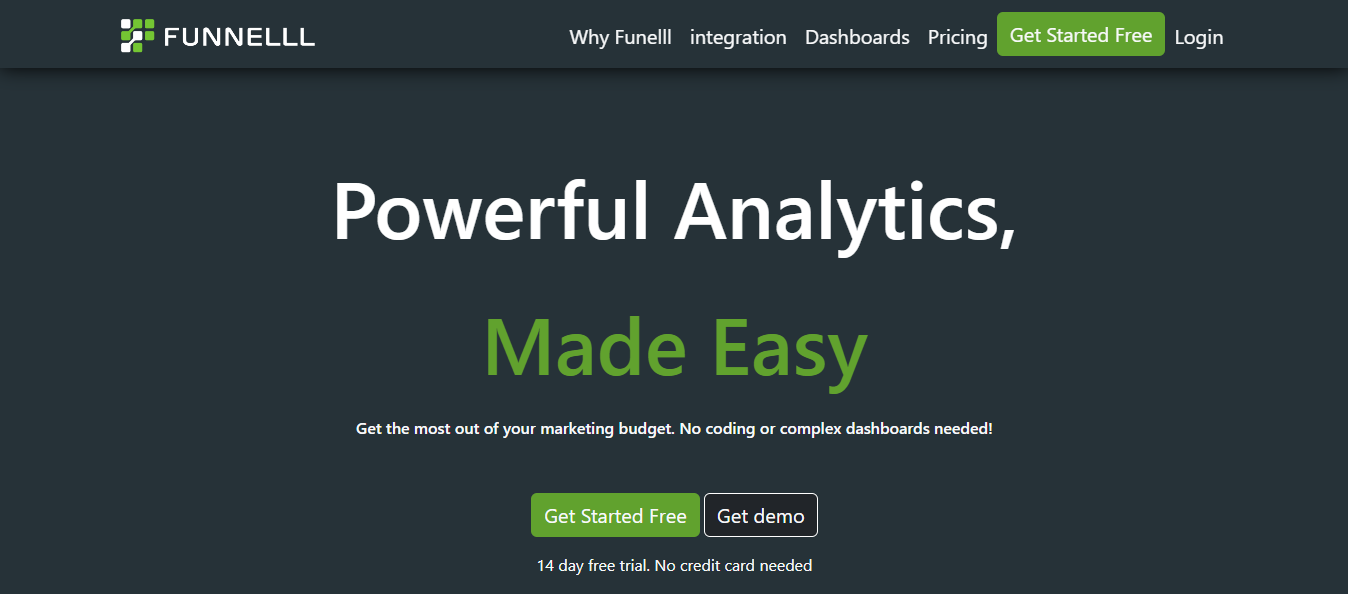 FUNNELLL
Why Funelll integration Dashboards Pricing Get Started Free Login
Powerful Analytics,
Made Easy
Get the most out of your marketing budget. No coding or complex dashboards needed!
Get Started Free Get demo
14 day free trial. No credit card needed